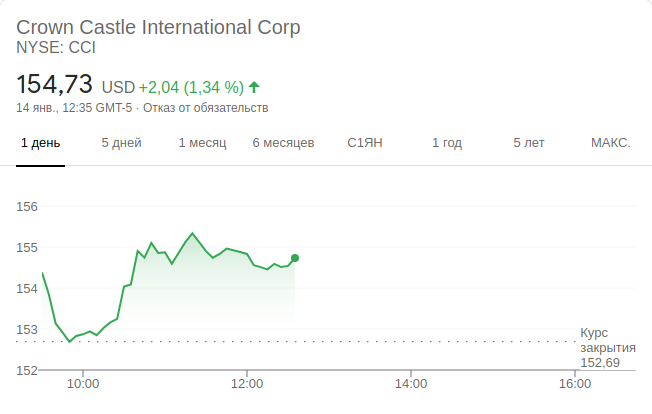 Crown Castle International Corp
NYSE: CCI
154,73 USD +2,04 (1,34 %)
14 янв., 12:35 GMT-5 · Отказ от обязательств
1 день 5 дней 1 месяц 6 месяцев С1ЯН 1 год 5 лет МАКС.
156
155
154
153
Курс
закрытия
152,69
152
10:00 12:00 14:00 16:00